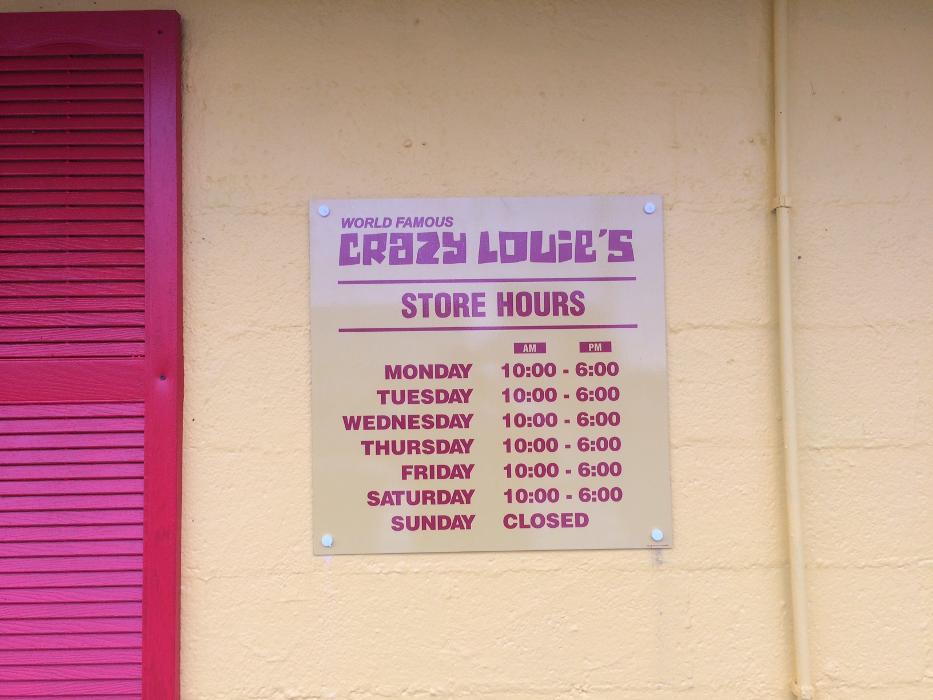 WORLD FAMOUS
CRAZY LOUIE'S
STORE HOURS
AM PM
MONDAY 10:00 - 6:00
TUESDAY 10:00 - 6:00
WEDNESDAY 10:00 - 6:00
THURSDAY 10:00 - 6:00
FRIDAY 10:00 - 6:00
SATURDAY 10:00 - 6:00
SUNDAY CLOSED